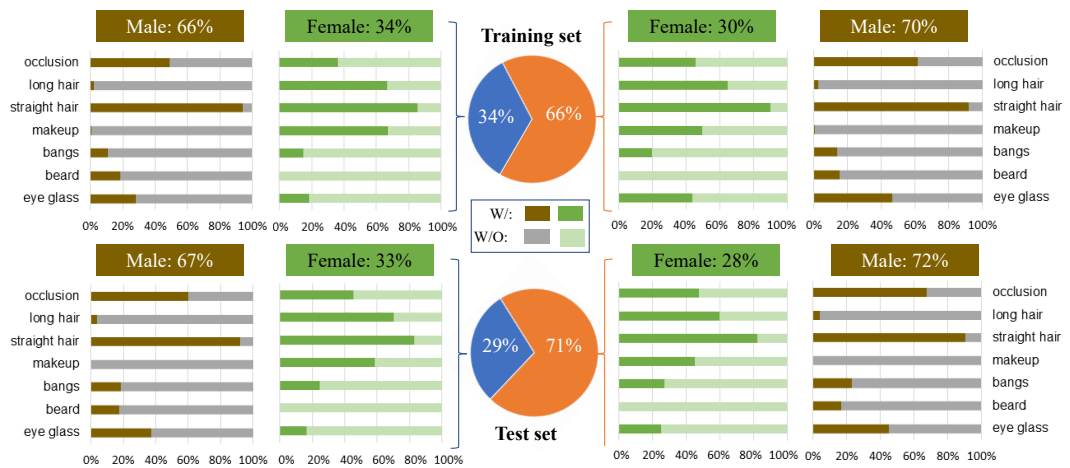 Male: 66%
Female: 34%
Training set
Female: 30%
Male: 70%
occlusion
long hair
straight hair
makeup
bangs
beard
eye glass
0% 20% 40% 60% 80% 100%
0% 20% 40% 60% 80% 100%
34%
66%
0% 20% 40% 60% 80% 100%
0% 20% 40% 60% 80% 100%
occlusion
long hair
straight hair
makeup
bangs
beard
eye glass
W/:
W/O:
Male: 67%
Female: 33%
Female: 28%
Male: 72%
occlusion
long hair
straight hair
makeup
bangs
beard
eye glass
0% 20% 40% 60% 80% 100%
0% 20% 40% 60% 80% 100%
29%
71%
Test set
0% 20% 40% 60% 80% 100%
0% 20% 40% 60% 80% 100%
occlusion
long hair
straight hair
makeup
bangs
beard
eye glass